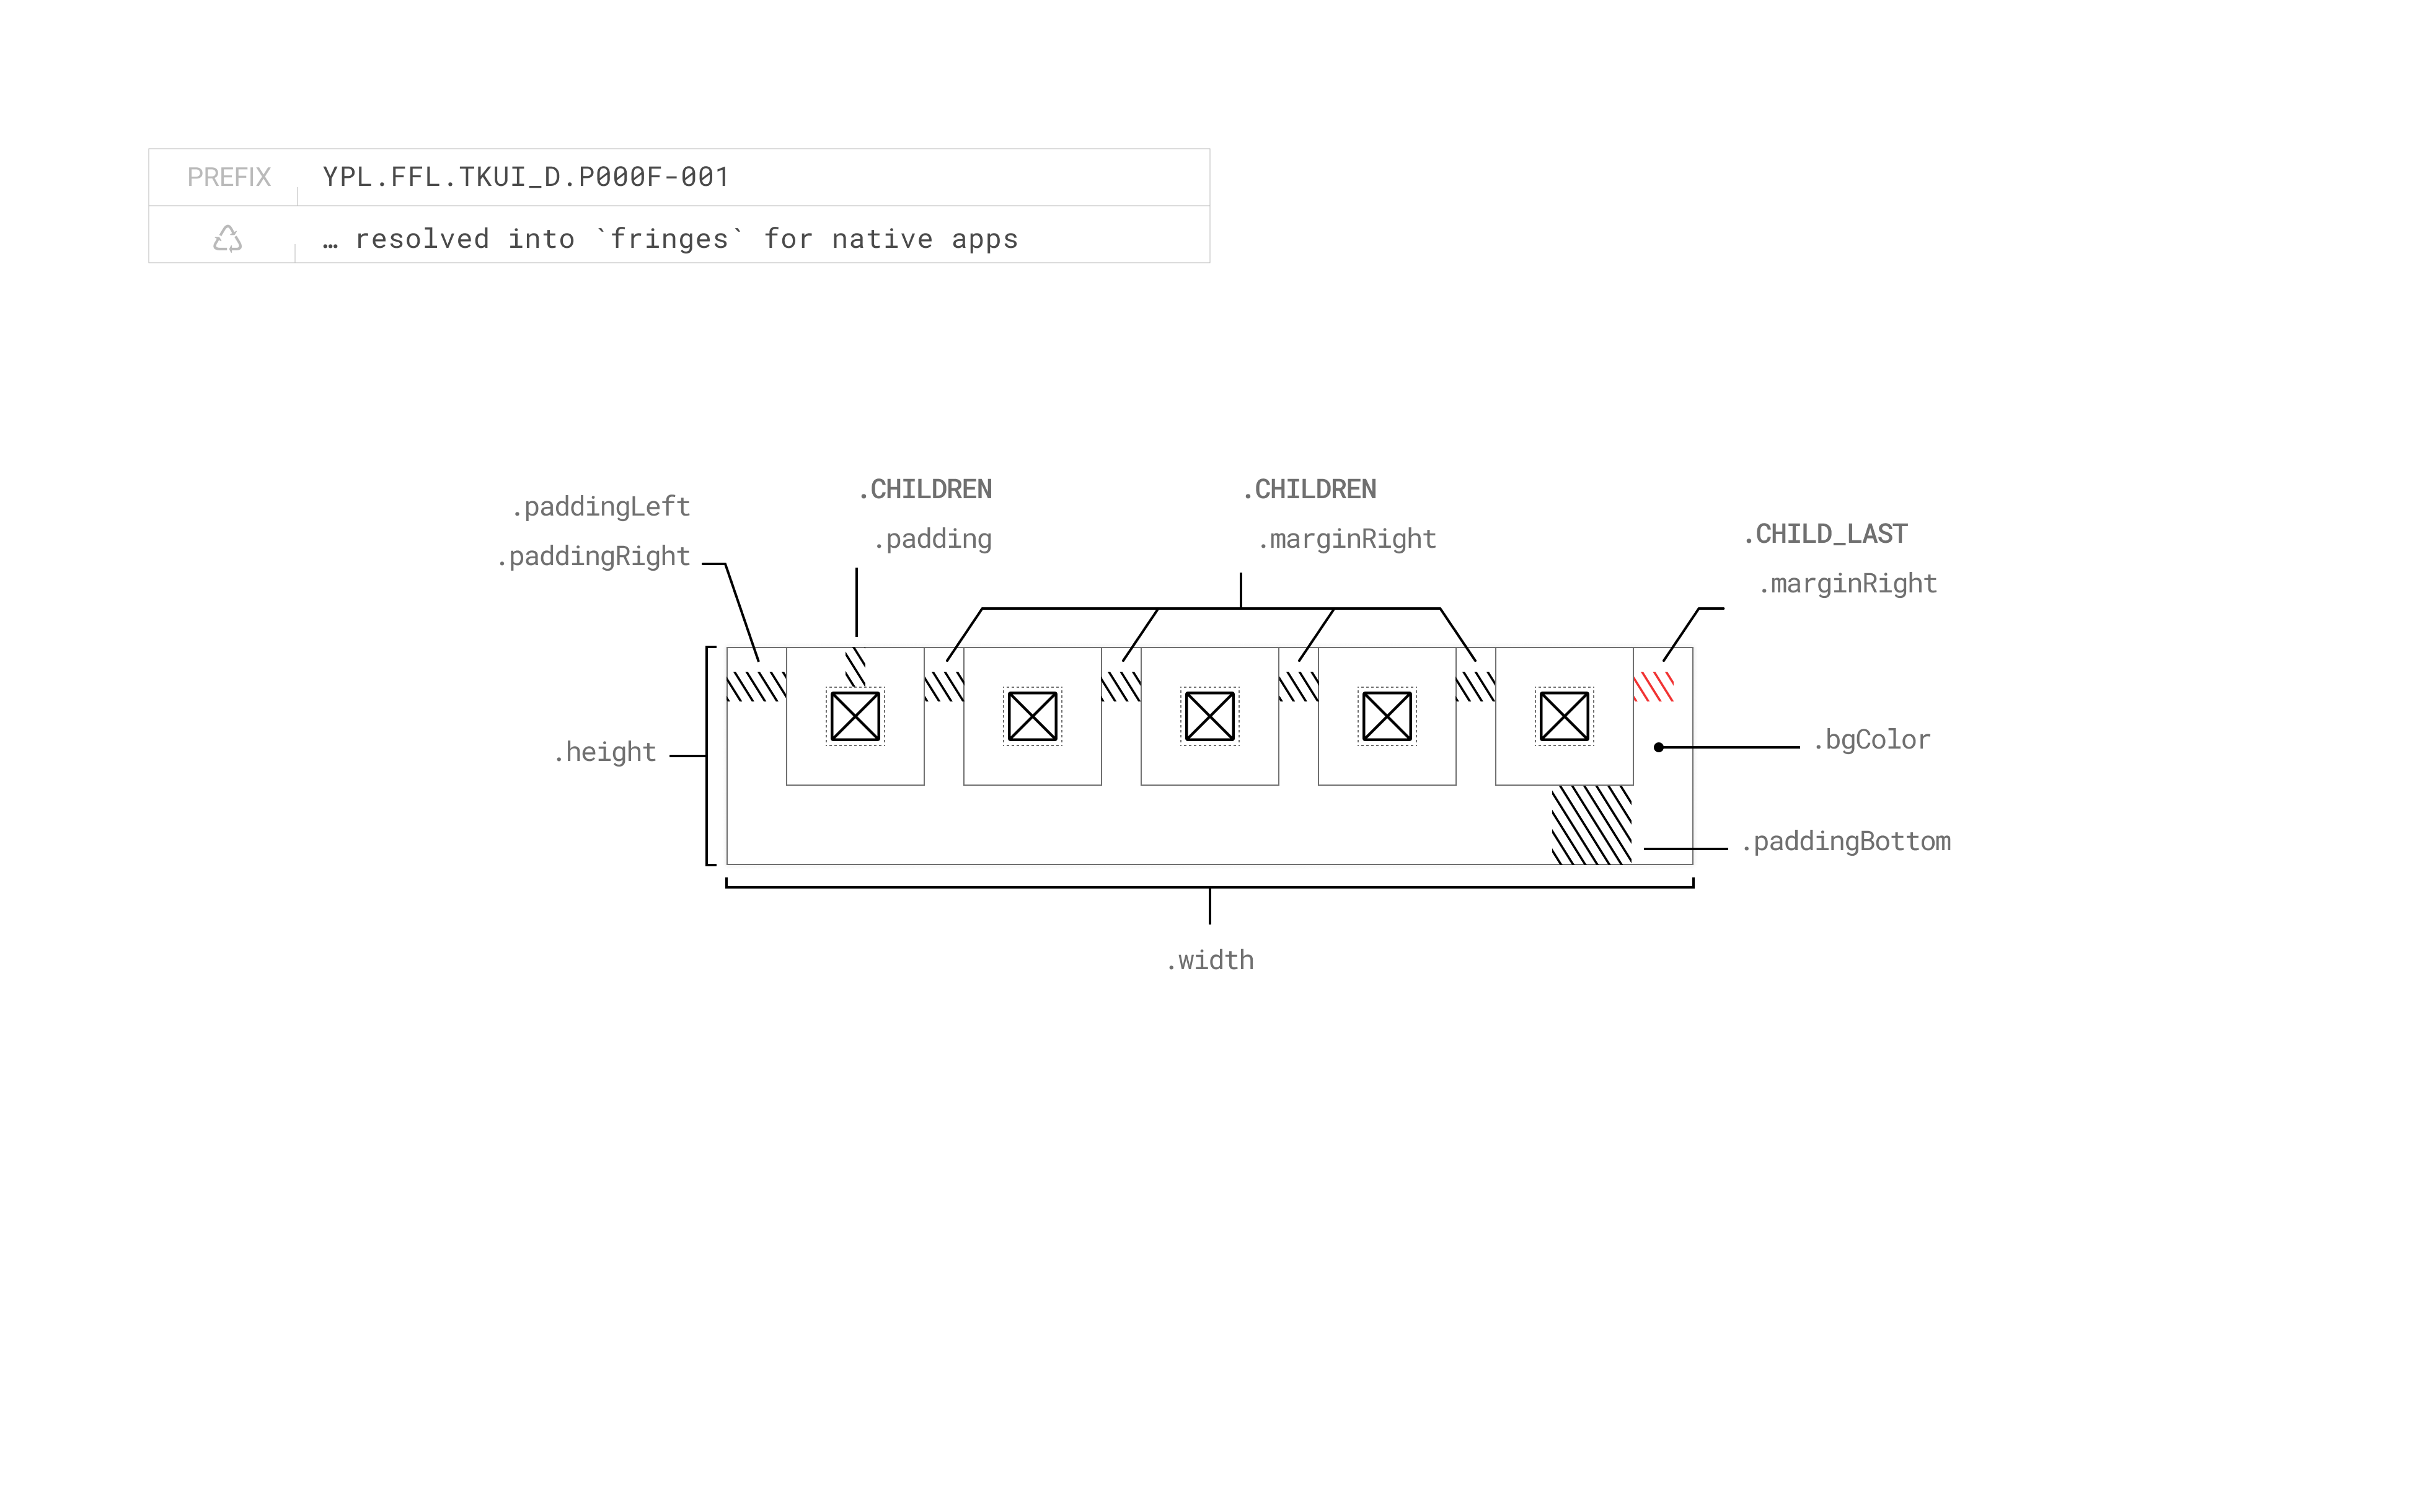 PREFIX YPL.FFL.TKUI_D.P000F-001
… resolved into `fringes` for native apps
.paddingLeft
.paddingRight
.CHILDREN
.padding
.CHILDREN
.marginRight
.CHILD_LAST
.marginRight
.height
.bgColor
.paddingBottom
.width